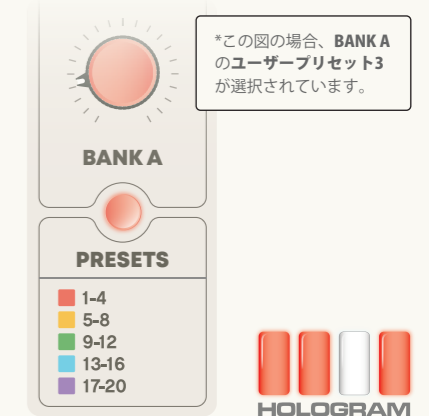 *この図の場合、BANK A
のユーザープリセット3
が選択されています。
BANK A
PRESETS
1-4
5-8
9-12
13-16
17-20
HOLOGRAM